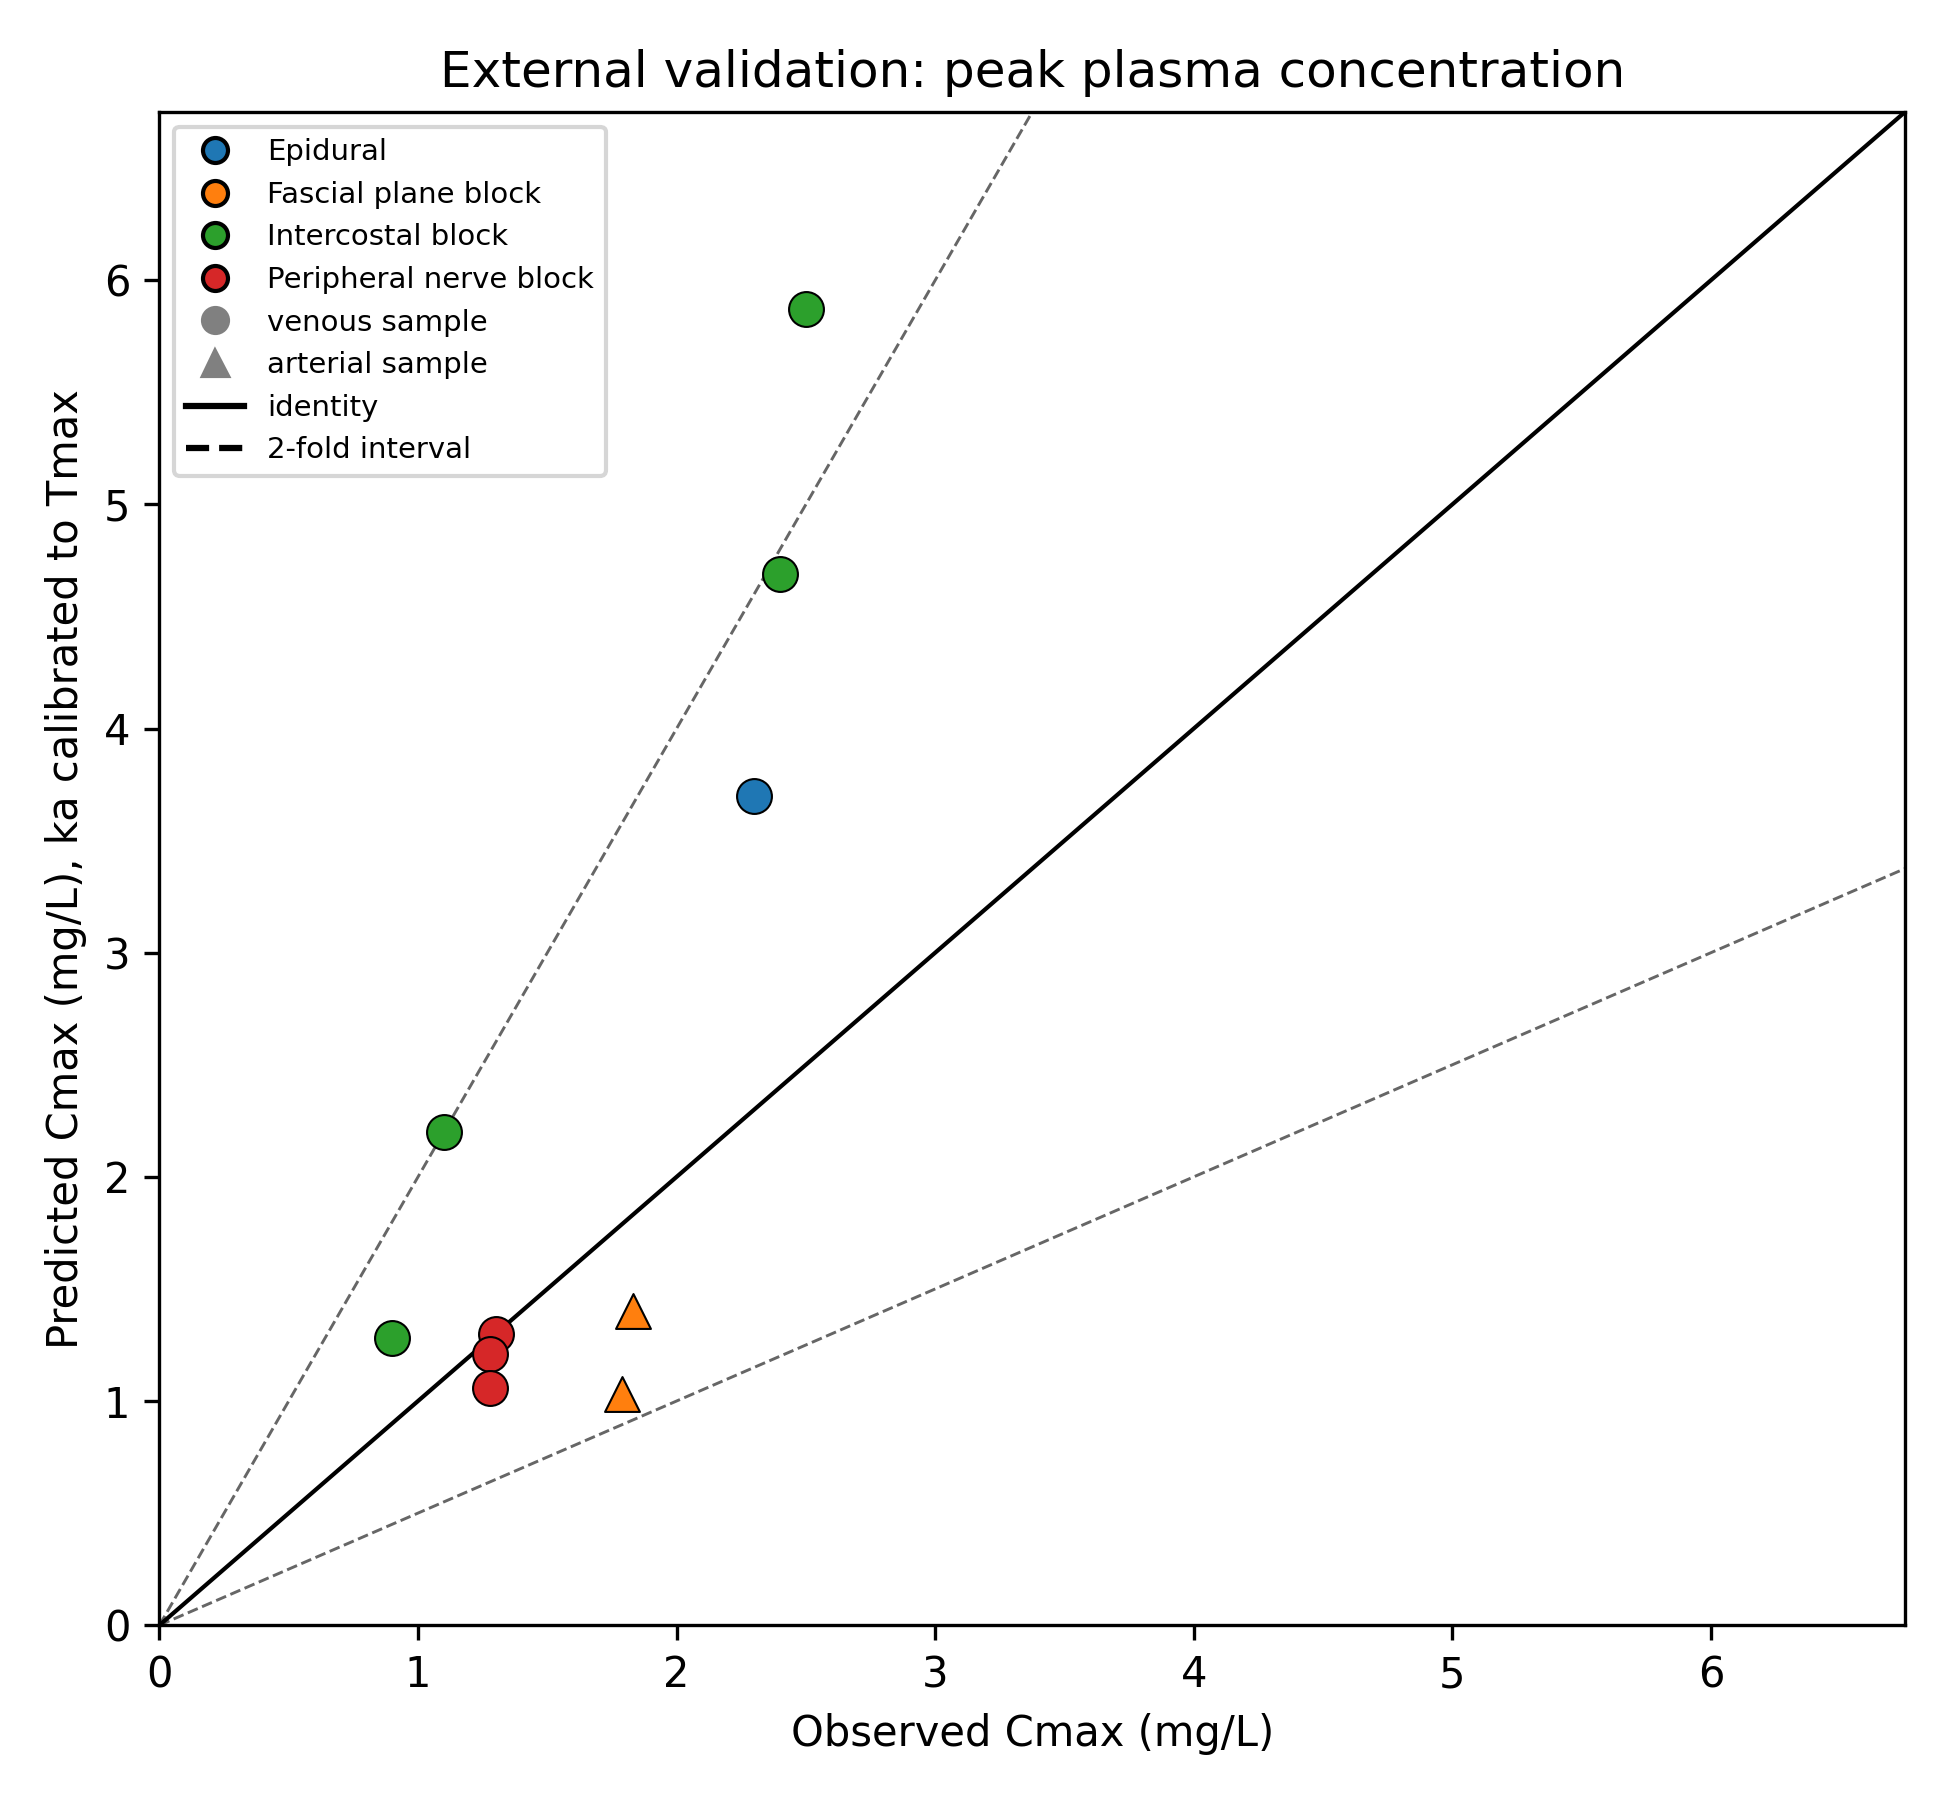 External validation: peak plasma concentration
Epidural
Fascial plane block
Intercostal block
Peripheral nerve block
venous sample
arterial sample
identity
2-fold interval
Predicted Cmax (mg/L), ka calibrated to Tmax
6
5
4
3
2
1
0
0 1 2 3 4 5 6
Observed Cmax (mg/L)